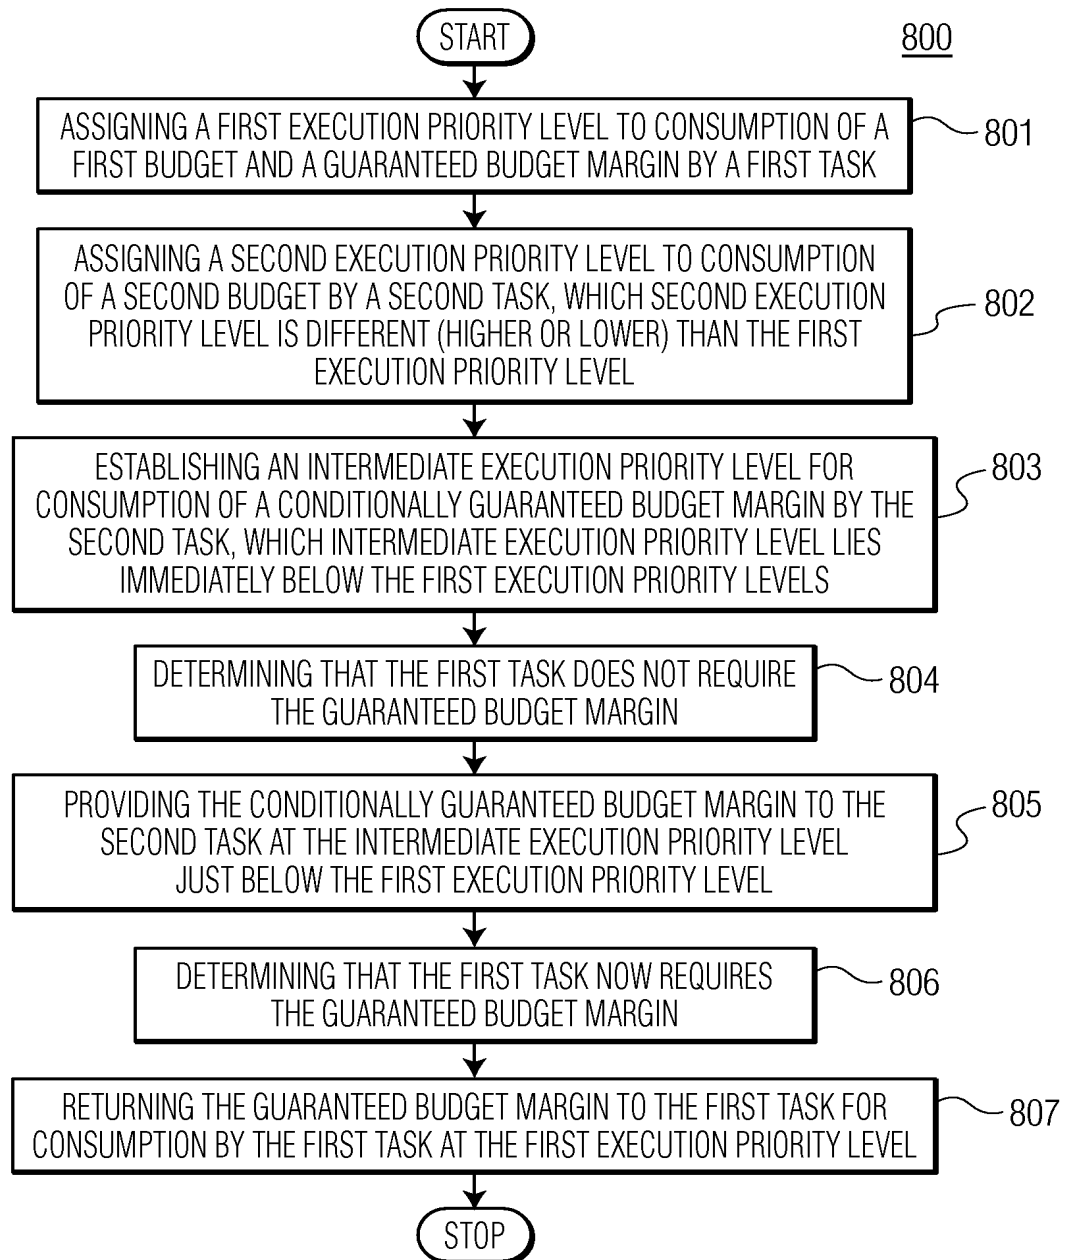 START
800
ASSIGNING A FIRST EXECUTION PRIORITY LEVEL TO CONSUMPTION OF A
FIRST BUDGET AND A GUARANTEED BUDGET MARGIN BY A FIRST TASK
801
ASSIGNING A SECOND EXECUTION PRIORITY LEVEL TO CONSUMPTION
OF A SECOND BUDGET BY A SECOND TASK, WHICH SECOND EXECUTION
PRIORITY LEVEL IS DIFFERENT (HIGHER OR LOWER) THAN THE FIRST
EXECUTION PRIORITY LEVEL
802
ESTABLISHING AN INTERMEDIATE EXECUTION PRIORITY LEVEL FOR
CONSUMPTION OF A CONDITIONALLY GUARANTEED BUDGET MARGIN BY THE
SECOND TASK, WHICH INTERMEDIATE EXECUTION PRIORITY LEVEL LIES
IMMEDIATELY BELOW THE FIRST EXECUTION PRIORITY LEVELS
803
DETERMINING THAT THE FIRST TASK DOES NOT REQUIRE
THE GUARANTEED BUDGET MARGIN
804
PROVIDING THE CONDITIONALLY GUARANTEED BUDGET MARGIN TO THE
SECOND TASK AT THE INTERMEDIATE EXECUTION PRIORITY LEVEL
JUST BELOW THE FIRST EXECUTION PRIORITY LEVEL
805
DETERMINING THAT THE FIRST TASK NOW REQUIRES
THE GUARANTEED BUDGET MARGIN
806
RETURNING THE GUARANTEED BUDGET MARGIN TO THE FIRST TASK FOR
CONSUMPTION BY THE FIRST TASK AT THE FIRST EXECUTION PRIORITY LEVEL
807
STOP